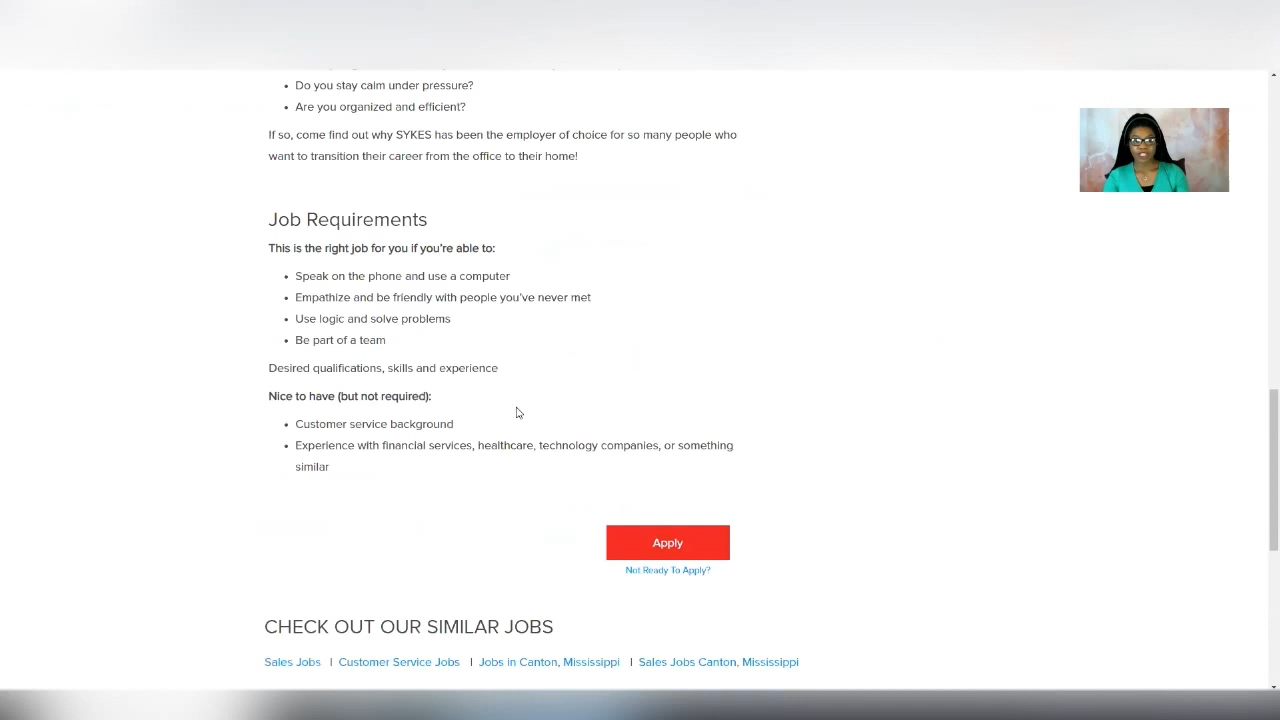 Do you stay calm under pressure?
Are you organized and efficient?
If so, come find out why SYKES has been the employer of choice for so many people who
want to transition their career from the office to their home!
Job Requirements
This is the right job for you if you’re able to:
Speak on the phone and use a computer
Empathize and be friendly with people you’ve never met
Use logic and solve problems
Be part of a team
Desired qualifications, skills and experience
Nice to have (but not required):
Customer service background
Experience with financial services, healthcare, technology companies, or something
similar
Apply
Not Ready To Apply?
CHECK OUT OUR SIMILAR JOBS
Sales Jobs | Customer Service Jobs | Jobs in Canton, Mississippi | Sales Jobs Canton, Mississippi